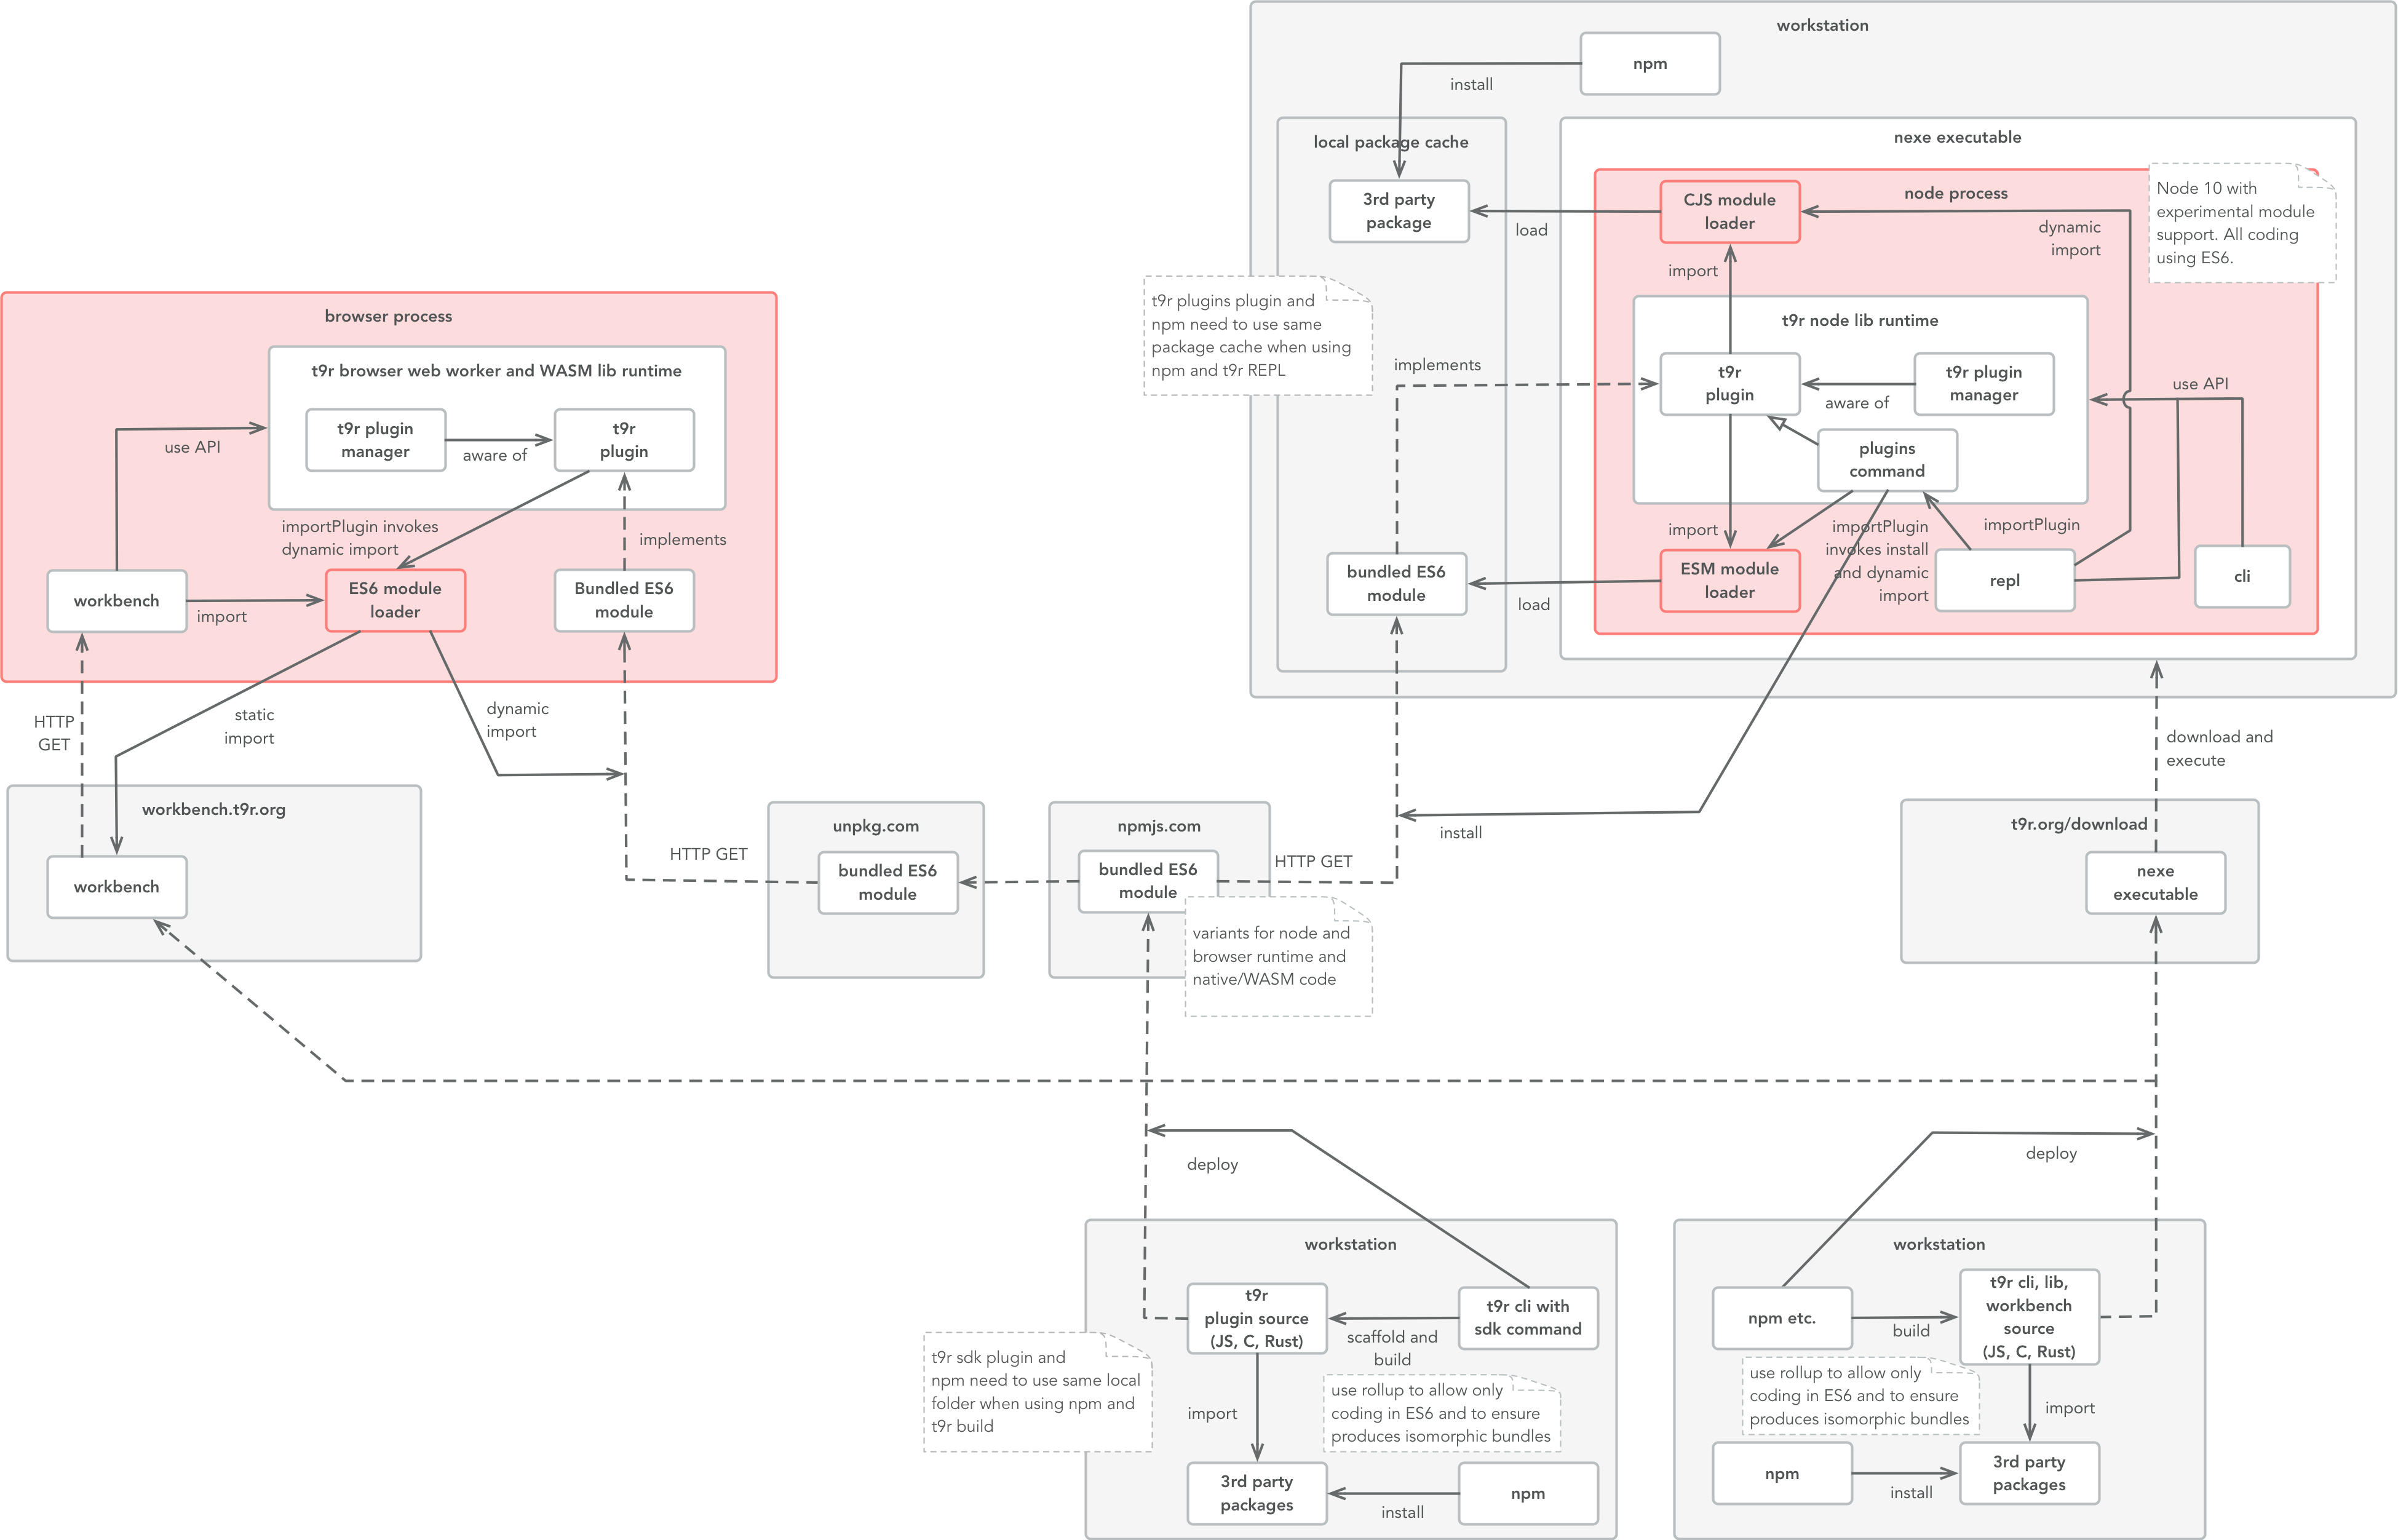 workstation
npm
install
local package cache
3rd party
package
nexe executable
node process
CJS module
loader
load
import
dynamic
import
Node 10 with
experimental module
support. All coding
using ES6.
t9r plugins plugin and
npm need to use same
package cache when using
npm and t9r REPL
implements
t9r node lib runtime
t9r
plugin
t9r plugin
manager
aware of
use API
plugins
command
import
importPlugin
invokes install
and dynamic
import
importPlugin
bundled ES6
module
load
ESM module
loader
repl
cli
browser process
t9r browser web worker and WASM lib runtime
t9r plugin
manager
aware of
t9r
plugin
use API
importPlugin invokes
dynamic import
implements
workbench
import
ES6 module
loader
Bundled ES6
module
HTTP
GET
static
import
dynamic
import
workbench.t9r.org
workbench
HTTP GET
unpkg.com
bundled ES6
module
npmjs.com
bundled ES6
module
HTTP GET
variants for node and
browser runtime and
native/WASM code
install
download and
execute
t9r.org/download
nexe
executable
deploy
deploy
workstation
t9r
plugin source
(JS, C, Rust)
scaffold and
build
t9r cli with
sdk command
t9r sdk plugin and
npm need to use same local
folder when using npm and
t9r build
import
use rollup to allow only
coding in ES6 and to ensure
produces isomorphic bundles
3rd party
packages
install
npm
workstation
npm etc.
build
t9r cli, lib,
workbench
source
(JS, C, Rust)
use rollup to allow only
coding in ES6 and to ensure
produces isomorphic bundles
import
npm
install
3rd party
packages